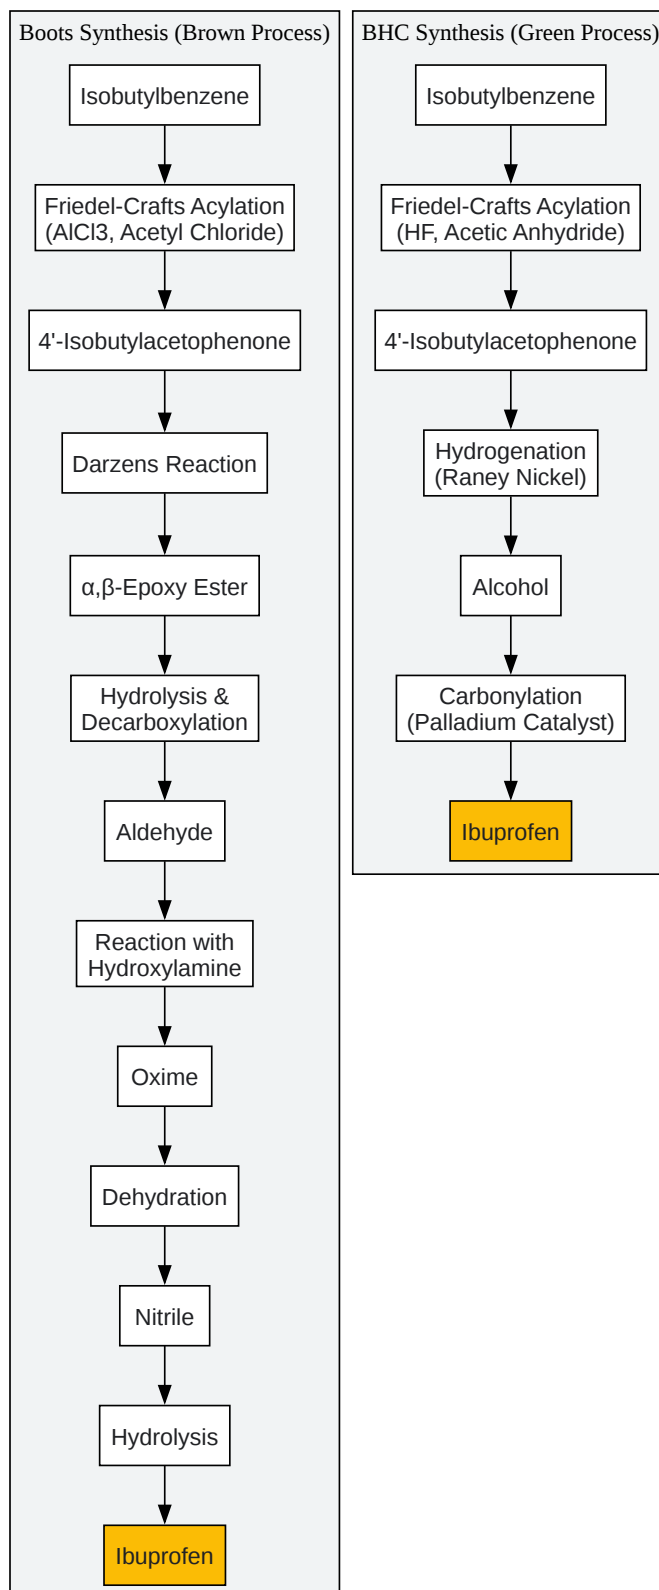 Boots Synthesis (Brown Process)
Isobutylbenzene
Friedel-Crafts Acylation
(AlCl3, Acetyl Chloride)
4'-Isobutylacetophenone
Darzens Reaction
α,β-Epoxy Ester
Hydrolysis &
Decarboxylation
Aldehyde
Reaction with
Hydroxylamine
Oxime
Dehydration
Nitrile
Hydrolysis
Ibuprofen
BHC Synthesis (Green Process)
Isobutylbenzene
Friedel-Crafts Acylation
(HF, Acetic Anhydride)
4'-Isobutylacetophenone
Hydrogenation
(Raney Nickel)
Alcohol
Carbonylation
(Palladium Catalyst)
Ibuprofen